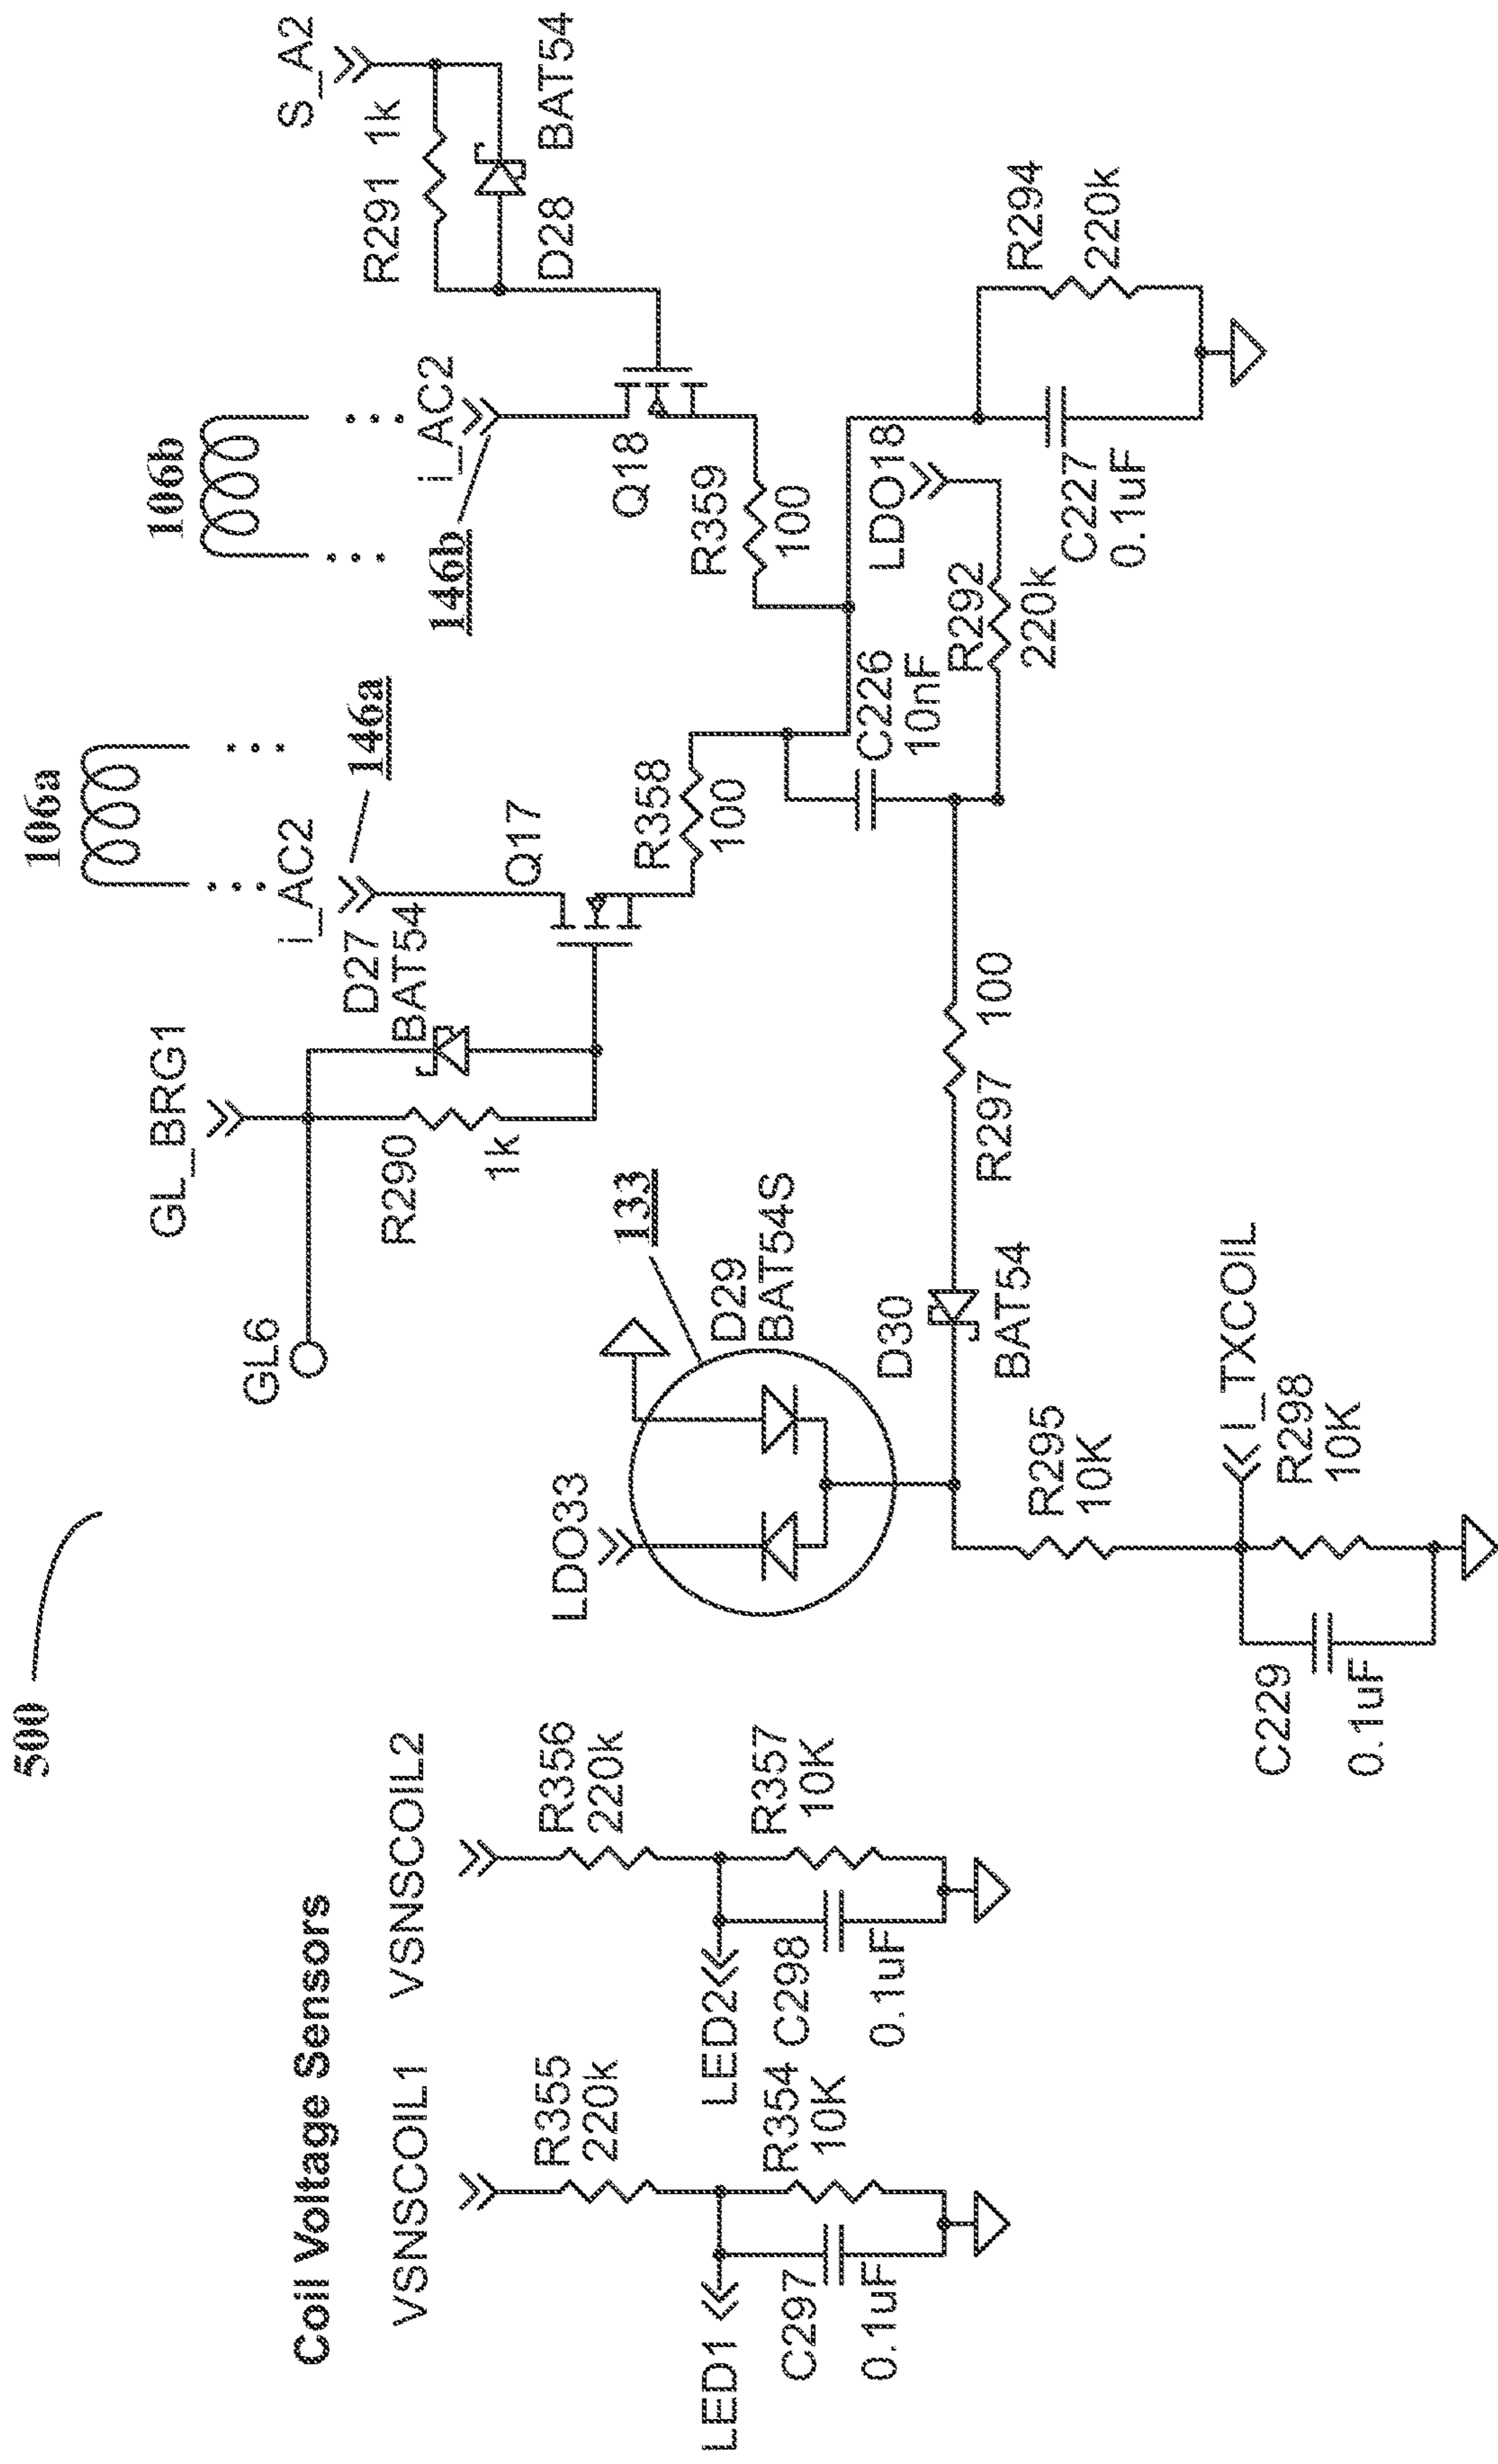 500
106a
106b
S_A2
R291 1k
D28
BAT54
I_AC2
146a
I_AC2
146b
GL_BRG1
GL6
D27
BAT54
R290
1k
Q17
Q18
R358
100
R359
100
LDO18
C226
10nF
R292
220k
C227
0.1uF
R294
220k
133
D29
BAT54S
LDO33
D30
BAT54
R297 100
R295
10K
I_TXCOIL
R298
10K
C229
0.1uF
Coil Voltage Sensors
VSNSCOIL1
VSNSCOIL2
R355
220k
R356
220k
LED1
LED2
R354
10K
R357
10K
C297
0.1uF
C298
0.1uF